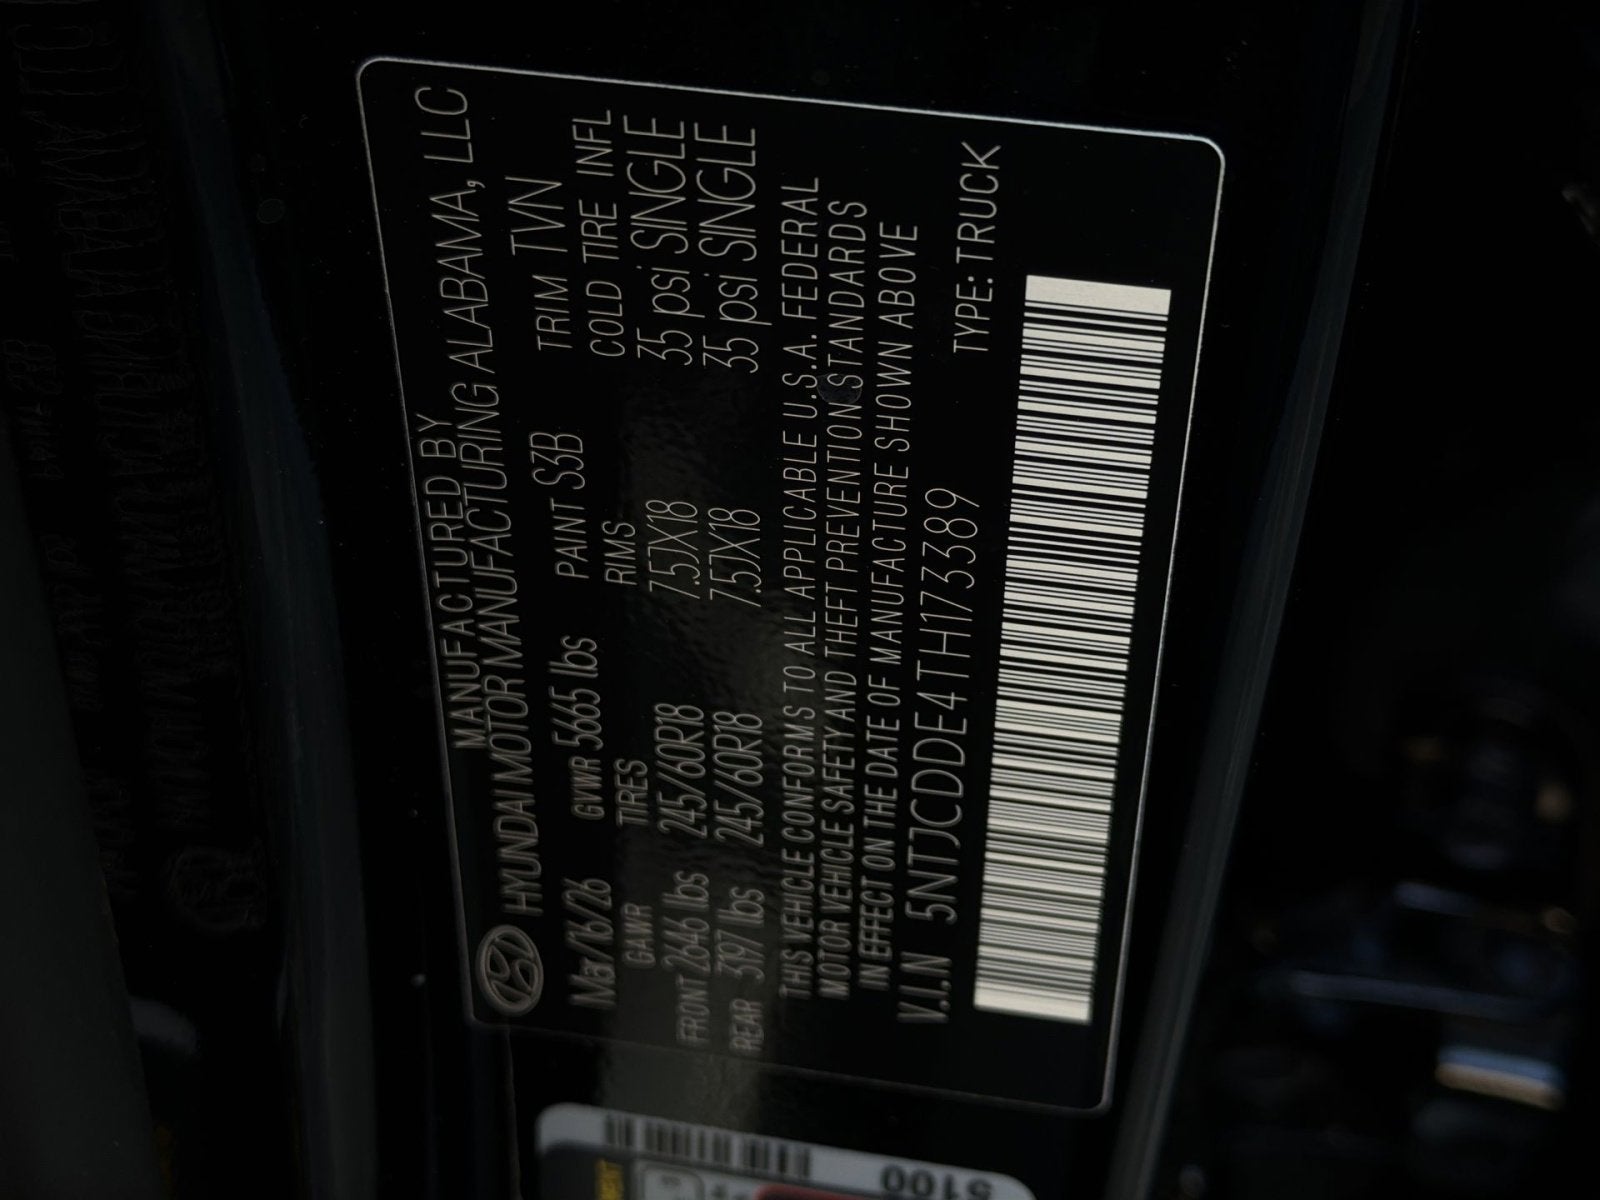 MANUFACTURED BY
HYUNDAI MOTOR MANUFACTURING ALABAMA, LLC
Ma/16/26 GVWR 5665 lbs PAINT S3B TRIM TVN
GAWR TIRES RIMS COLD TIRE INFL
FRONT 2646 lbs 245/60R18 7.5JX18 35 psi SINGLE
REAR 3197 lbs 245/60R18 7.5JX18 35 psi SINGLE
THIS VEHICLE CONFORMS TO ALL APPLICABLE U.S.A. FEDERAL
MOTOR VEHICLE SAFETY AND THEFT PREVENTION STANDARDS
IN EFFECT ON THE DATE OF MANUFACTURE SHOWN ABOVE
V.I.N 5NTJCDDE4TH173389 TYPE: TRUCK
5100